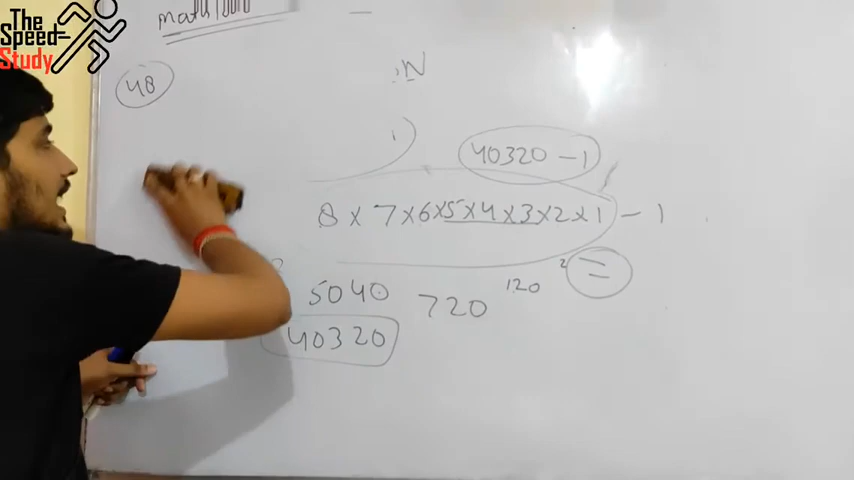 The
Speed
Study
48
N
40320 - 1
8 x 7 x 6 x 5 x 4 x 3 x 2 x 1 - 1
5040 720 120
40320